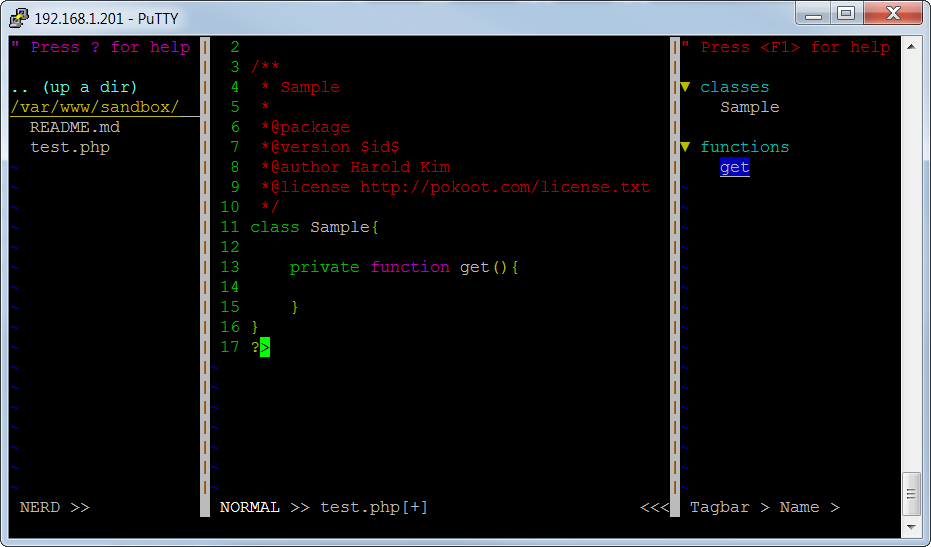 192.168.1.201 - PuTTY
" Press ? for help
.. (up a dir)
/var/www/sandbox/
README.md
test.php
NERD >>
2
3 /**
4  * Sample
5  *
6  *@package
7  *@version $id$
8  *@author Harold Kim
9  *@license http://pokoot.com/license.txt
10  */
11 class Sample{
12
13     private function get(){
14
15     }
16 }
17 ?>
NORMAL >> test.php[+] <<<
" Press <F1> for help
▼ classes
Sample
▼ functions
get
Tagbar > Name >